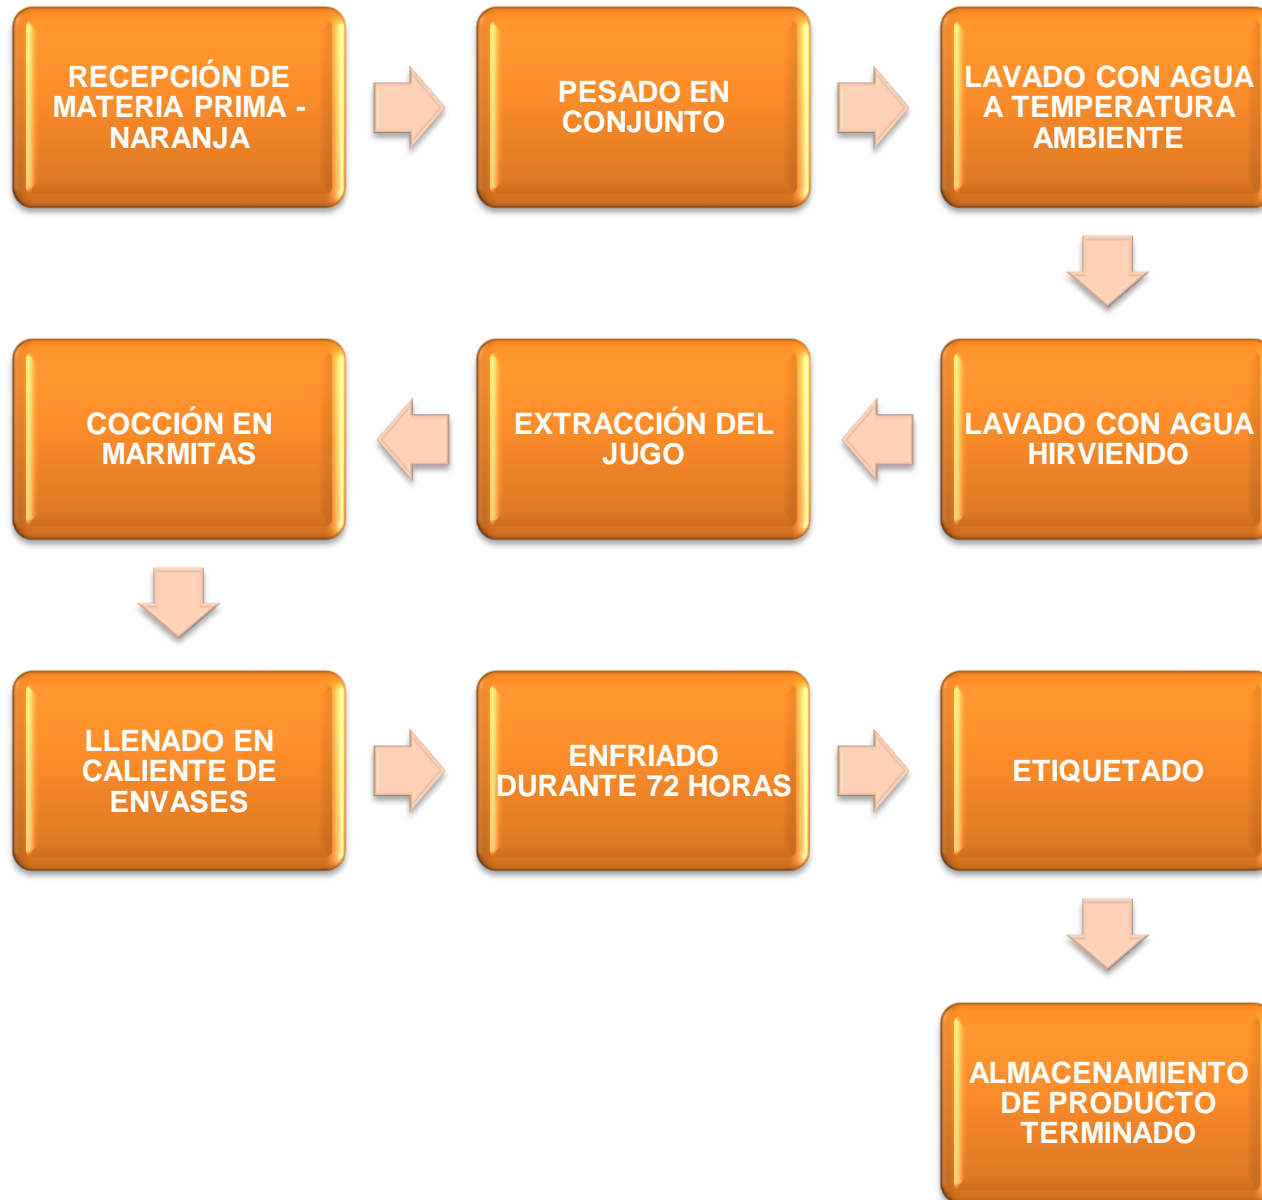 RECEPCIÓN DE
MATERIA PRIMA -
NARANJA
PESADO EN
CONJUNTO
LAVADO CON AGUA
A TEMPERATURA
AMBIENTE
LAVADO CON AGUA
HIRVIENDO
EXTRACCIÓN DEL
JUGO
COCCIÓN EN
MARMITAS
LLENADO EN
CALIENTE DE
ENVASES
ENFRIADO
DURANTE 72 HORAS
ETIQUETADO
ALMACENAMIENTO
DE PRODUCTO
TERMINADO